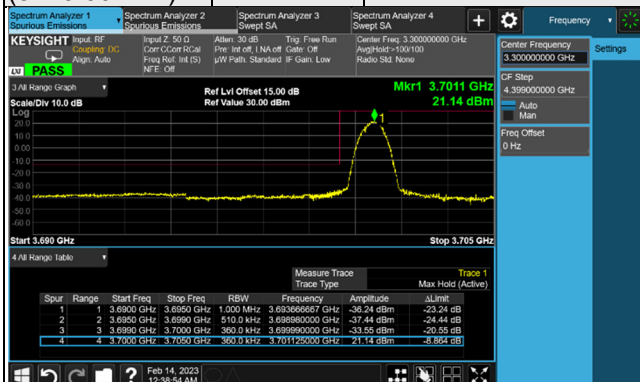 Spectrum Analyzer 1
Spurious Emissions
Spectrum Analyzer 2
Spurious Emissions
Spectrum Analyzer 3
Swept SA
Spectrum Analyzer 4
Swept SA
Frequency
KEYSIGHT
Input: RF
Coupling: DC
Align: Auto
Input Z: 50 Ω
Corr CCorr RCal
Freq Ref: Int (S)
NFE: Off
Atten: 30 dB
Pre: Int off, LNA off
µW Path: Standard
Trig: Free Run
Gate: Off
IF Gain: Low
Center Freq: 3.300000000 GHz
Avg|Hold:>100/100
Radio Std: None
LXI PASS
Center Frequency
3.300000000 GHz
Settings
CF Step
4.399000000 GHz
Auto
Man
Freq Offset
0 Hz
3 All Range Graph
Scale/Div 10.0 dB
Ref Lvl Offset 15.00 dB
Ref Value 30.00 dBm
Mkr1 3.7011 GHz
21.14 dBm
Log
20.0
10.0
0.00
-10.0
-20.0
-30.0
-40.0
-50.0
-60.0
1
Start 3.690 GHz
Stop 3.705 GHz
4 All Range Table
Measure Trace Trace 1
Trace Type Max Hold (Active)
Spur Range Start Freq Stop Freq RBW Frequency Amplitude ΔLimit
1 1 3.6900 GHz 3.6950 GHz 1.000 MHz 3.693666667 GHz -36.24 dBm -23.24 dB
2 2 3.6950 GHz 3.6990 GHz 510.0 kHz 3.698980000 GHz -37.44 dBm -24.44 dB
3 3 3.6990 GHz 3.7000 GHz 360.0 kHz 3.699990000 GHz -33.55 dBm -20.55 dB
4 4 3.7000 GHz 3.7050 GHz 360.0 kHz 3.701125000 GHz 21.14 dBm -8.864 dB
Feb 14, 2023
12:38:54 AM